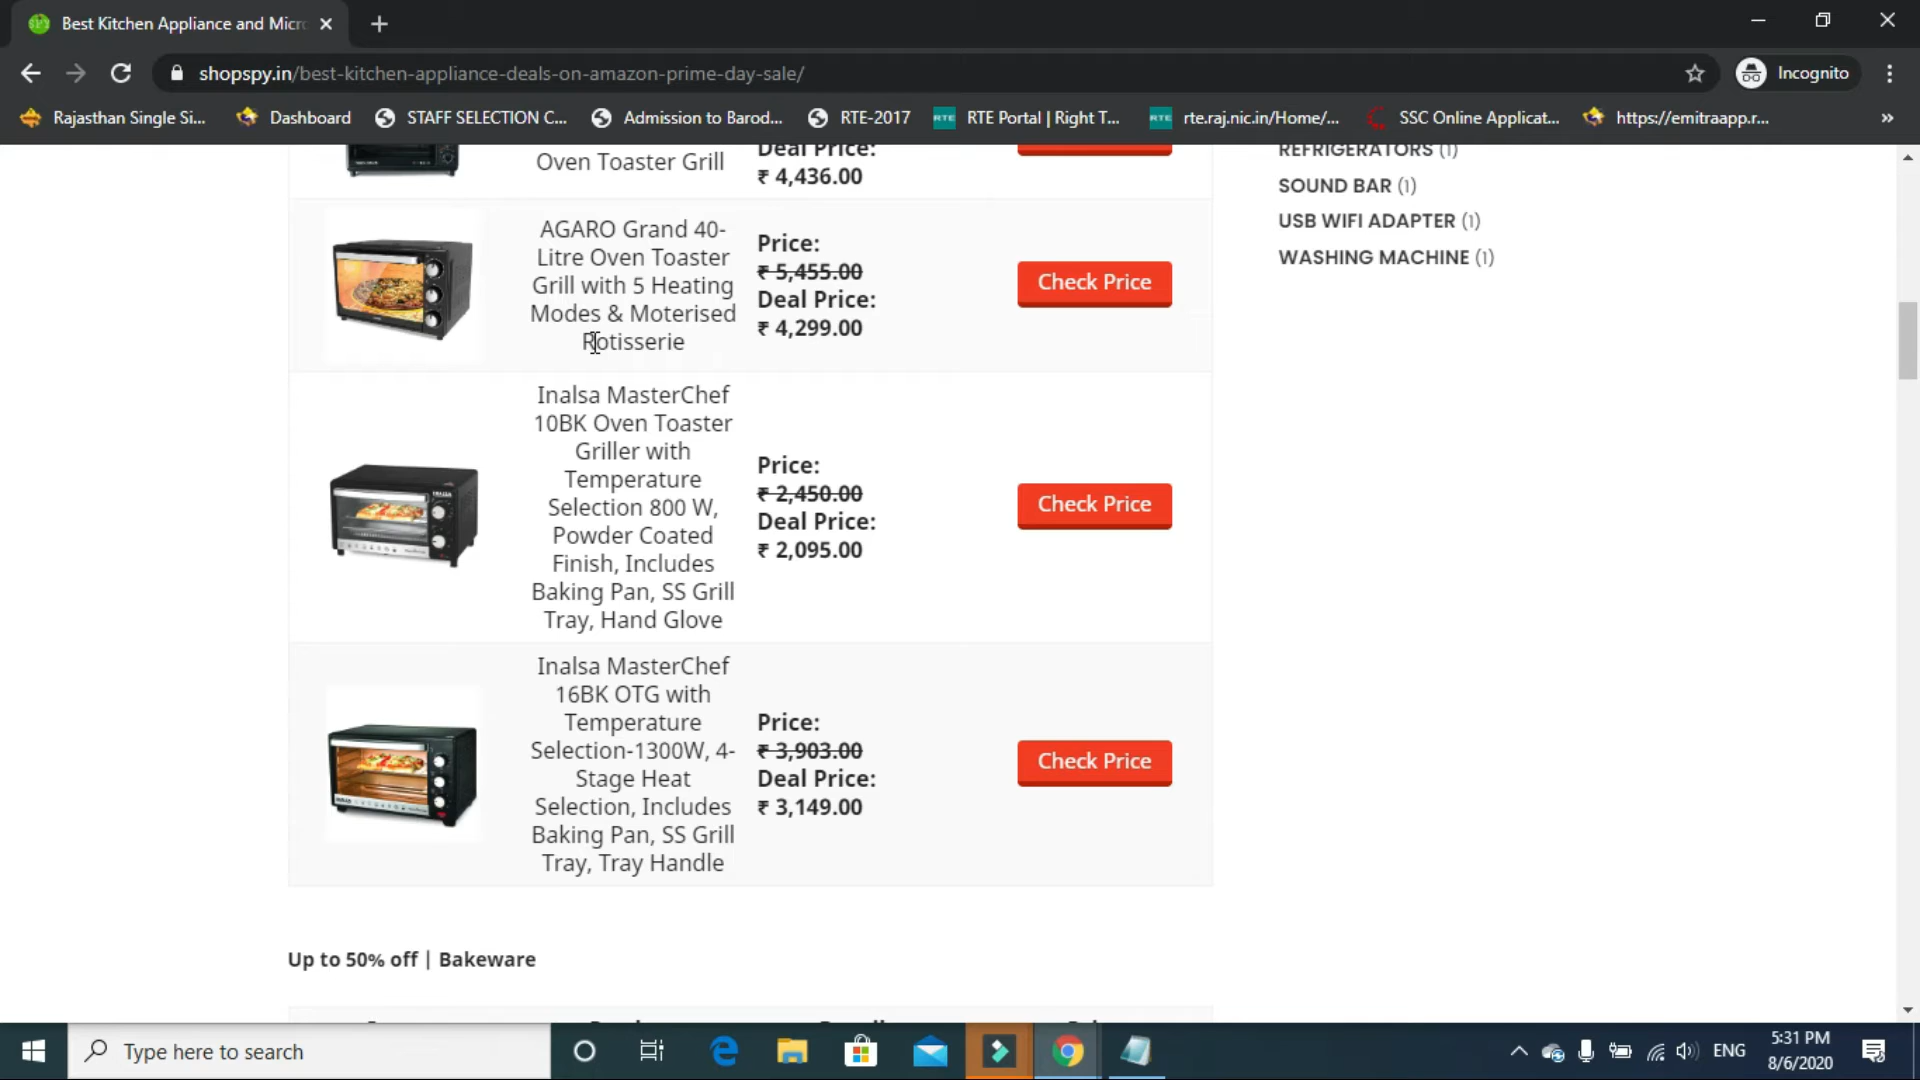 Best Kitchen Appliance and Micr
shopspy.in/best-kitchen-appliance-deals-on-amazon-prime-day-sale/
Incognito
Rajasthan Single Si...
Dashboard
STAFF SELECTION C...
Admission to Barod...
RTE-2017
RTE
RTE Portal | Right T...
RTE
rte.raj.nic.in/Home/...
SSC Online Applicat...
https://emitraapp.r...
»
Oven Toaster Grill
Deal Price:
₹ 4,436.00
REFRIGERATORS (1)
SOUND BAR (1)
USB WIFI ADAPTER (1)
WASHING MACHINE (1)
AGARO Grand 40-
Litre Oven Toaster
Grill with 5 Heating
Modes & Moterised
Rotisserie
Price:
₹ 5,455.00
Deal Price:
₹ 4,299.00
Check Price
Inalsa MasterChef
10BK Oven Toaster
Griller with
Temperature
Selection 800 W,
Powder Coated
Finish, Includes
Baking Pan, SS Grill
Tray, Hand Glove
Price:
₹ 2,450.00
Deal Price:
₹ 2,095.00
Check Price
Inalsa MasterChef
16BK OTG with
Temperature
Selection-1300W, 4-
Stage Heat
Selection, Includes
Baking Pan, SS Grill
Tray, Tray Handle
Price:
₹ 3,903.00
Deal Price:
₹ 3,149.00
Check Price
Up to 50% off | Bakeware
Type here to search
ENG
5:31 PM
8/6/2020